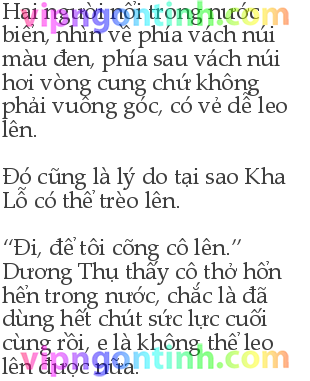 Hai người nổi trong nước
biển, nhìn về phía vách núi
màu đen, phía sau vách núi
hơi vòng cung chứ không
phải vuông góc, có vẻ dễ leo
lên.
Đó cũng là lý do tại sao Kha
Lỗ có thể trèo lên.
“Đi, để tôi cõng cô lên.”
Dương Thụ thấy cô thở hổn
hển trong nước, chắc là đã
dùng hết chút sức lực cuối
cùng rồi, e là không thể leo
lên được nữa.
vipngontinh.com
vipngontinh.com